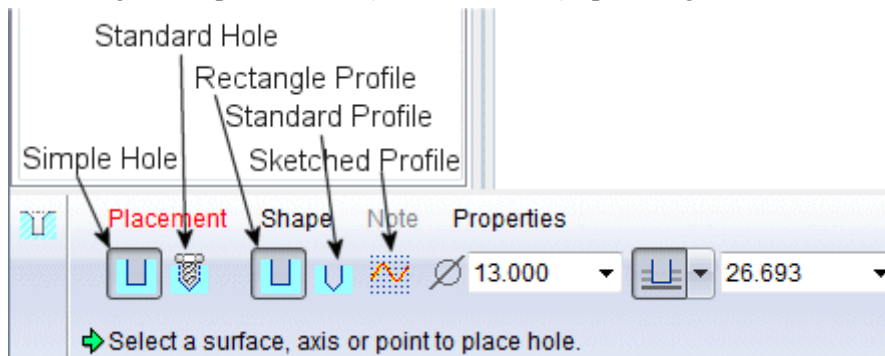 Standard Hole
Rectangle Profile
Standard Profile
Simple Hole Sketched Profile
Placement Shape Note Properties
13.000 26.693
Select a surface, axis or point to place hole.